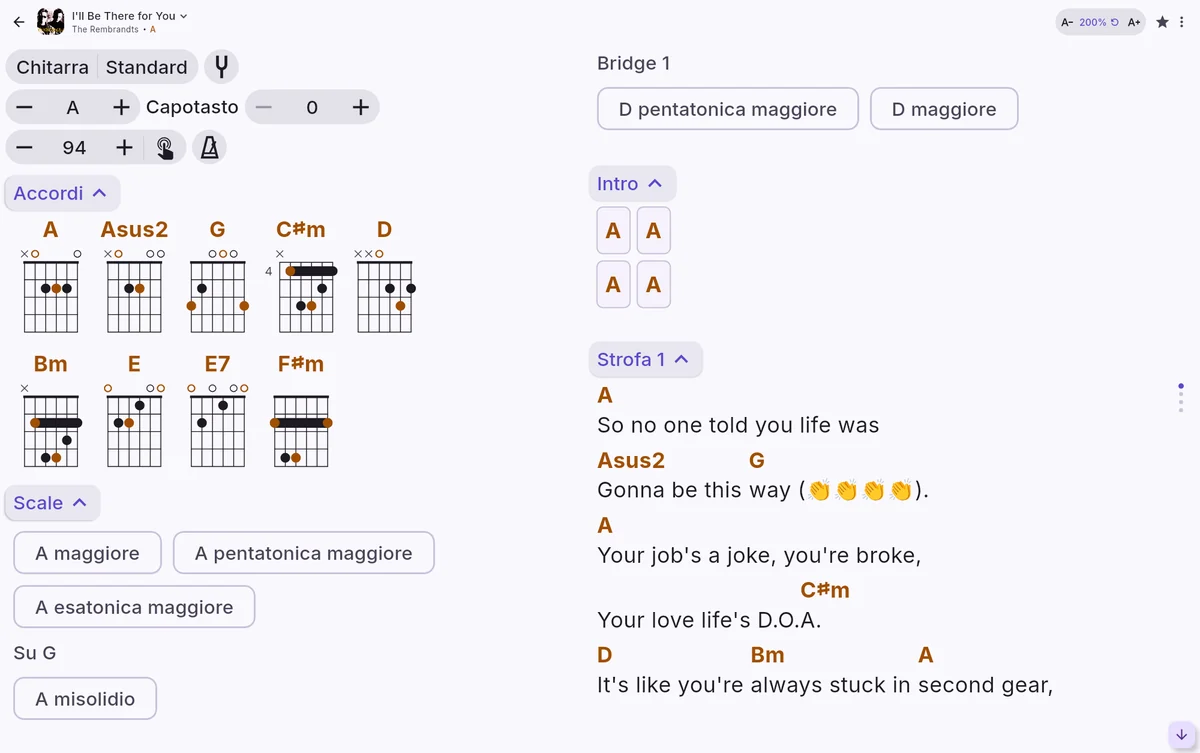 I'll Be There for You
The Rembrandts • A
A- 200% A+
Chitarra Standard
− A + Capotasto − 0 +
− 94 +
Accordi
A Asus2 G C♯m D
4
Bm E E7 F♯m
Scale
A maggiore A pentatonica maggiore
A esatonica maggiore
Su G
A misolidio
Bridge 1
D pentatonica maggiore D maggiore
Intro
A A
A A
Strofa 1
A
So no one told you life was
Asus2 G
Gonna be this way (👏👏👏👏).
A
Your job's a joke, you're broke,
C♯m
Your love life's D.O.A.
D Bm A
It's like you're always stuck in second gear,